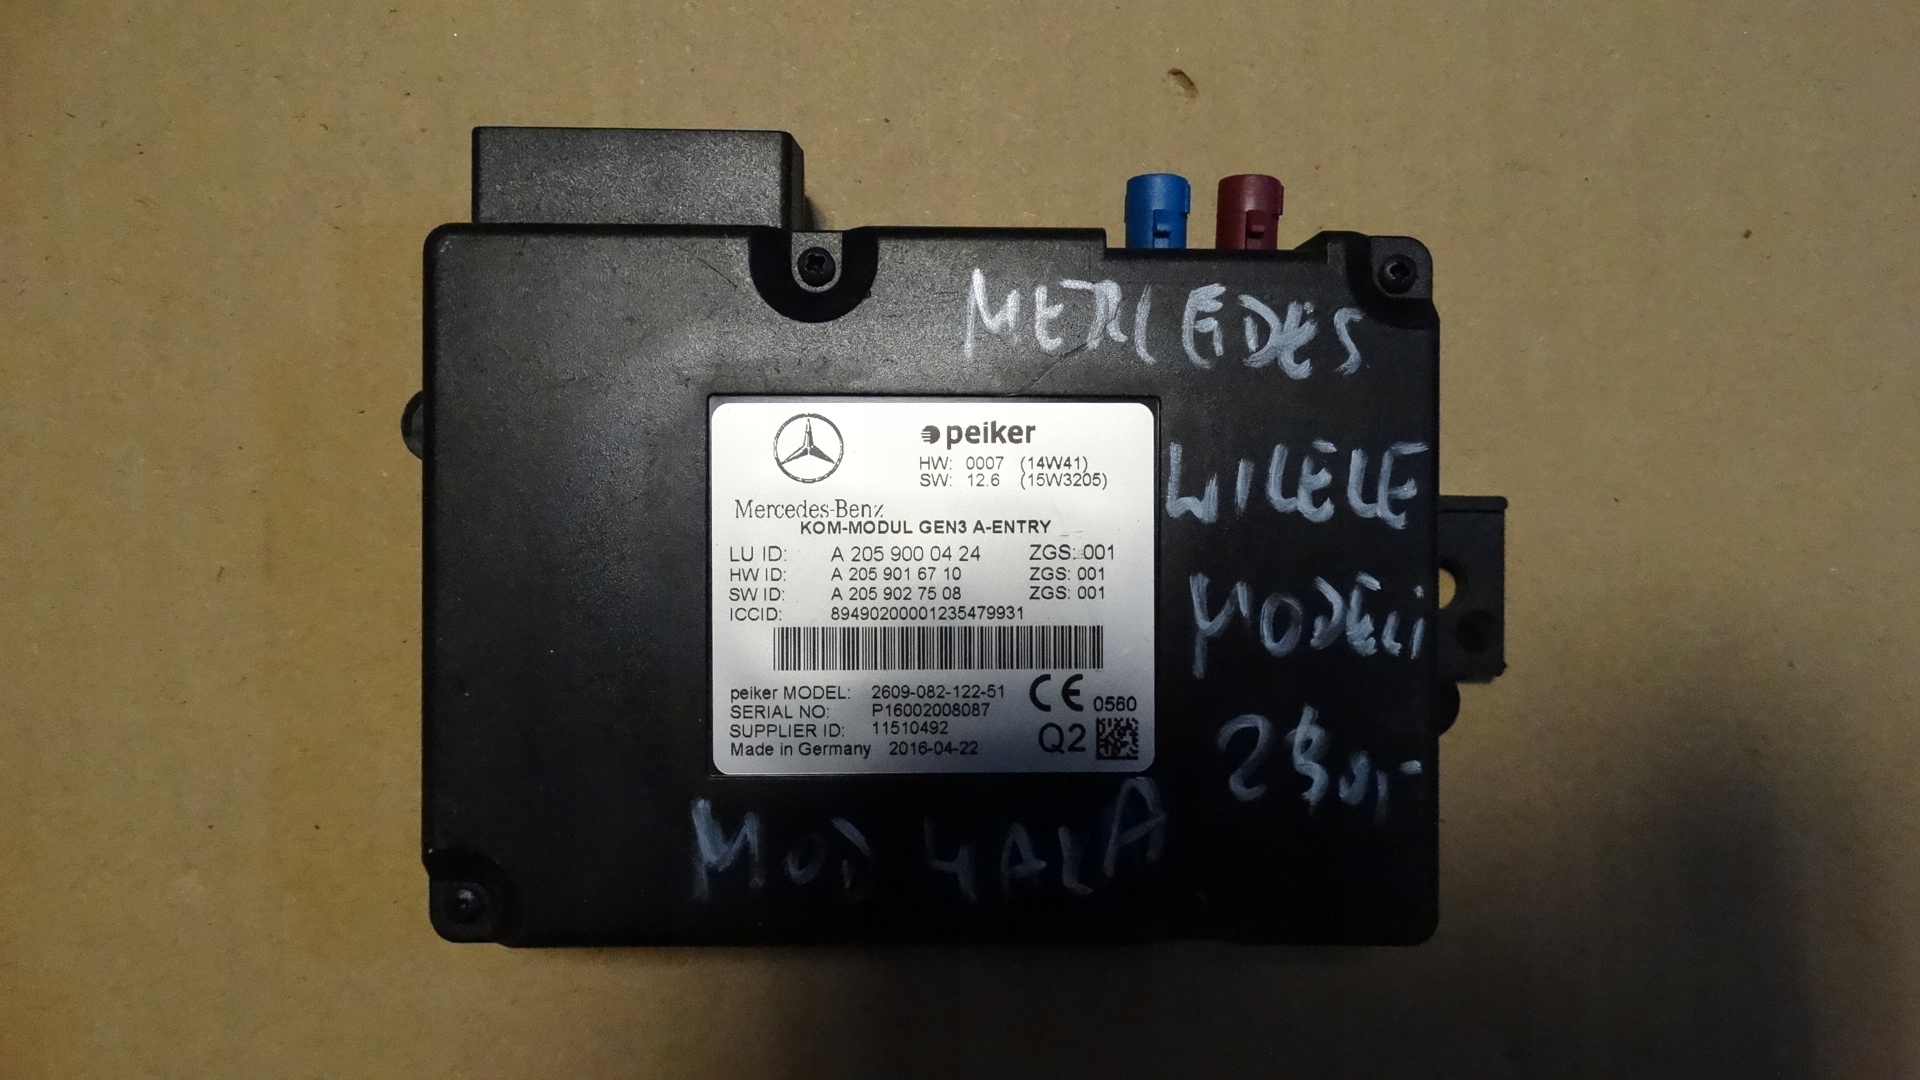 MERCEDES
peiker
HW: 0007 (14W41)
SW: 12.6 (15W3205)
Mercedes-Benz
KOM-MODUL GEN3 A-ENTRY
LU ID: A 205 900 04 24 ZGS: 001
HW ID: A 205 901 67 10 ZGS: 001
SW ID: A 205 902 75 08 ZGS: 001
ICCID: 89490200001235479931
peiker MODEL: 2609-082-122-51
SERIAL NO: P16002008087
SUPPLIER ID: 11510492
Made in Germany 2016-04-22
CE 0560
Q2
WIELE
MODELI